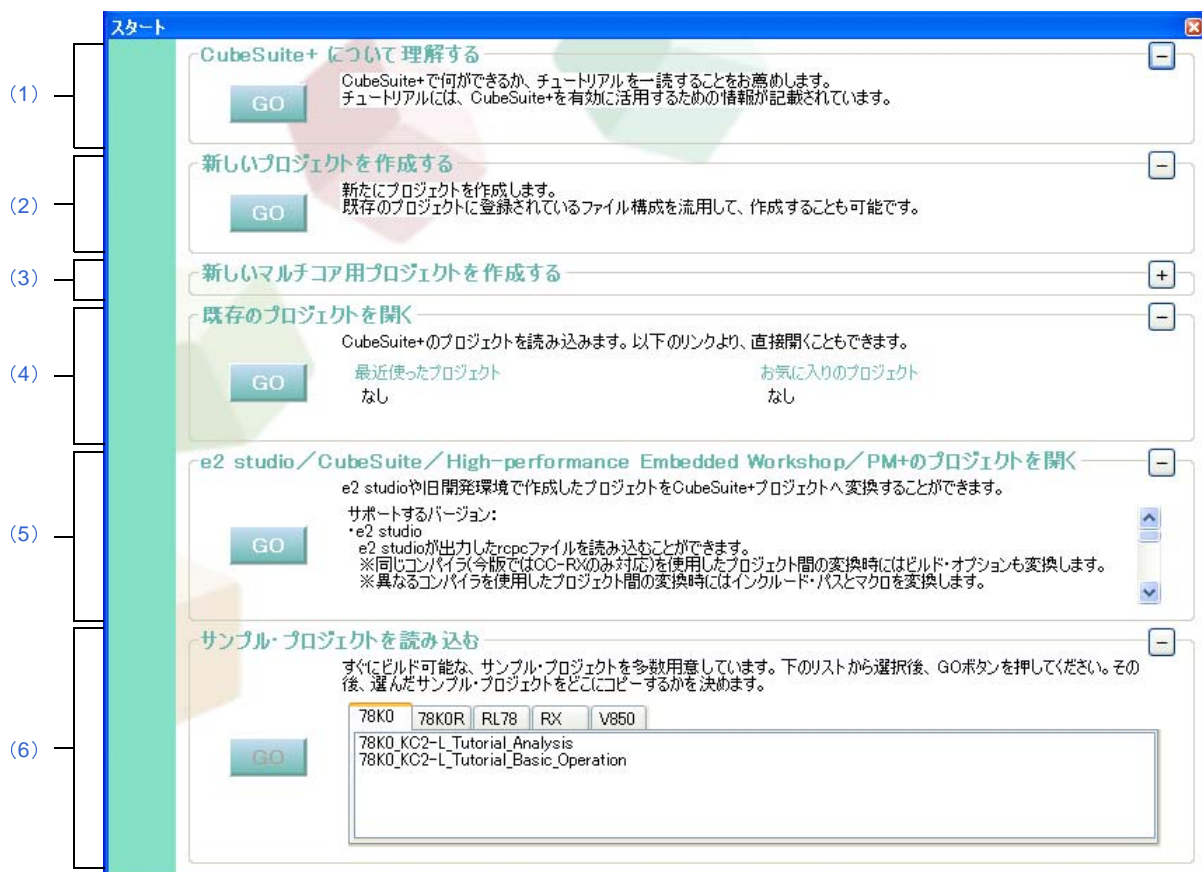 スタート
(1)
CubeSuite+ について理解する
GO
CubeSuite+で何ができるか、チュートリアルを一読することをお薦めします。
チュートリアルには、CubeSuite+を有効に活用するための情報が記載されています。
(2)
新しいプロジェクトを作成する
GO
新たにプロジェクトを作成します。
既存のプロジェクトに登録されているファイル構成を流用して、作成することも可能です。
(3)
新しいマルチコア用プロジェクトを作成する
(4)
既存のプロジェクトを開く
CubeSuite+のプロジェクトを読み込みます。以下のリンクより、直接開くこともできます。
GO
最近使ったプロジェクト
お気に入りのプロジェクト
なし
なし
(5)
e2 studio／CubeSuite／High-performance Embedded Workshop／PM+のプロジェクトを開く
e2 studioや旧開発環境で作成したプロジェクトをCubeSuite+プロジェクトへ変換することができます。
GO
サポートするバージョン：
・e2 studio
e2 studioが出力したrcpcファイルを読み込むことができます。
※同じコンパイラ(今版ではCC-RXのみ対応)を使用したプロジェクト間の変換時にはビルド・オプションも変換します。
※異なるコンパイラを使用したプロジェクト間の変換時にはインクルード・パスとマクロを変換します。
(6)
サンプル・プロジェクトを読み込む
すぐにビルド可能な、サンプル・プロジェクトを多数用意しています。下のリストから選択後、GOボタンを押してください。その
後、選んだサンプル・プロジェクトをどこにコピーするかを決めます。
GO
78K0 78K0R RL78 RX V850
78K0_KC2-L_Tutorial_Analysis
78K0_KC2-L_Tutorial_Basic_Operation